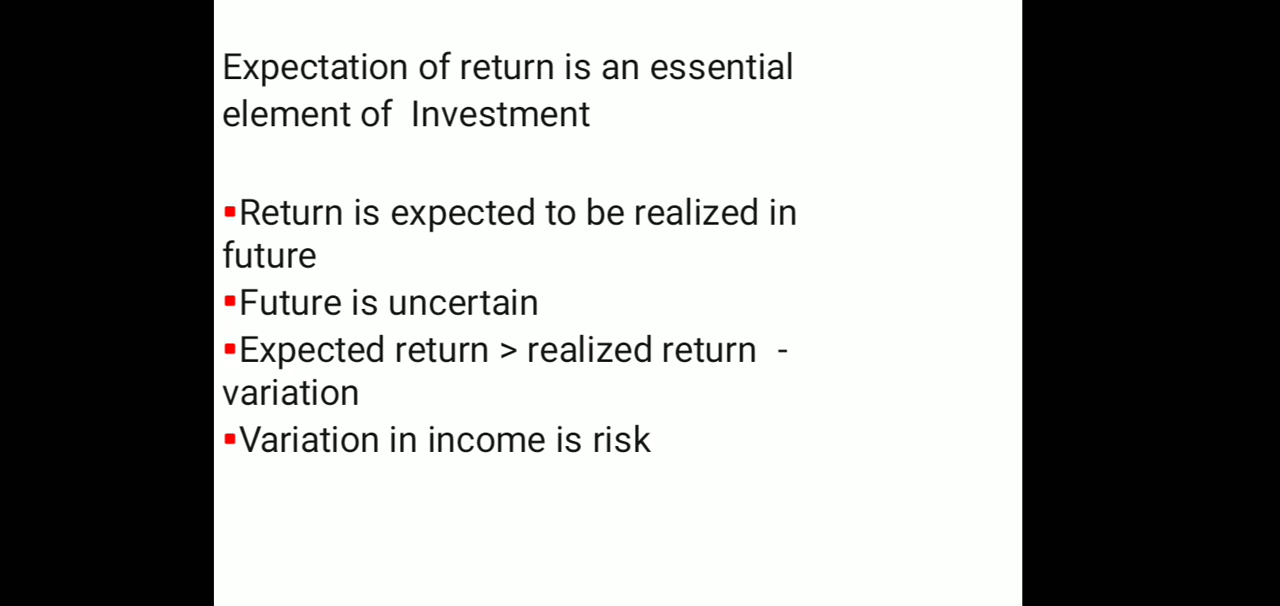 Expectation of return is an essential
element of  Investment
▪Return is expected to be realized in
future
▪Future is uncertain
▪Expected return > realized return  -
variation
▪Variation in income is risk